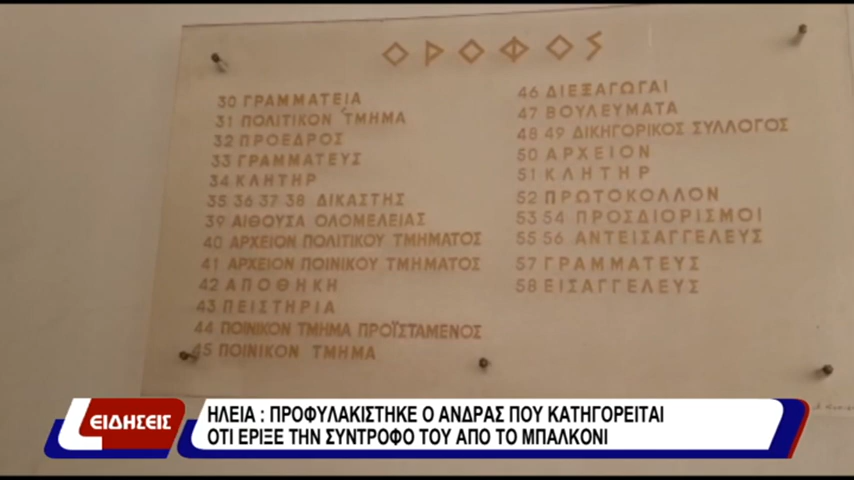 ΟΡΟΦΟΣ
30 ΓΡΑΜΜΑΤΕΙΑ
31 ΠΟΛΙΤΙΚΟΝ ΤΜΗΜΑ
32 ΠΡΟΕΔΡΟΣ
33 ΓΡΑΜΜΑΤΕΥΣ
34 ΚΛΗΤΗΡ
35 36 37 38 ΔΙΚΑΣΤΗΣ
39 ΑΙΘΟΥΣΑ ΟΛΟΜΕΛΕΙΑΣ
40 ΑΡΧΕΙΟΝ ΠΟΛΙΤΙΚΟΥ ΤΜΗΜΑΤΟΣ
41 ΑΡΧΕΙΟΝ ΠΟΙΝΙΚΟΥ ΤΜΗΜΑΤΟΣ
42 ΑΠΟΘΗΚΗ
43 ΠΕΙΣΤΗΡΙΑ
44 ΠΟΙΝΙΚΟΝ ΤΜΗΜΑ ΠΡΟΪΣΤΑΜΕΝΟΣ
45 ΠΟΙΝΙΚΟΝ ΤΜΗΜΑ
46 ΔΙΕΞΑΓΩΓΑΙ
47 ΒΟΥΛΕΥΜΑΤΑ
48 49 ΔΙΚΗΓΟΡΙΚΟΣ ΣΥΛΛΟΓΟΣ
50 ΑΡΧΕΙΟΝ
51 ΚΛΗΤΗΡ
52 ΠΡΩΤΟΚΟΛΛΟΝ
53 54 ΠΡΟΣΔΙΟΡΙΣΜΟΙ
55 56 ΑΝΤΕΙΣΑΓΓΕΛΕΥΣ
57 ΓΡΑΜΜΑΤΕΥΣ
58 ΕΙΣΑΓΓΕΛΕΥΣ
ΕΙΔΗΣΕΙΣ
ΗΛΕΙΑ : ΠΡΟΦΥΛΑΚΙΣΤΗΚΕ Ο ΑΝΔΡΑΣ ΠΟΥ ΚΑΤΗΓΟΡΕΙΤΑΙ
ΟΤΙ ΕΡΙΞΕ ΤΗΝ ΣΥΝΤΡΟΦΟ ΤΟΥ ΑΠΟ ΤΟ ΜΠΑΛΚΟΝΙ